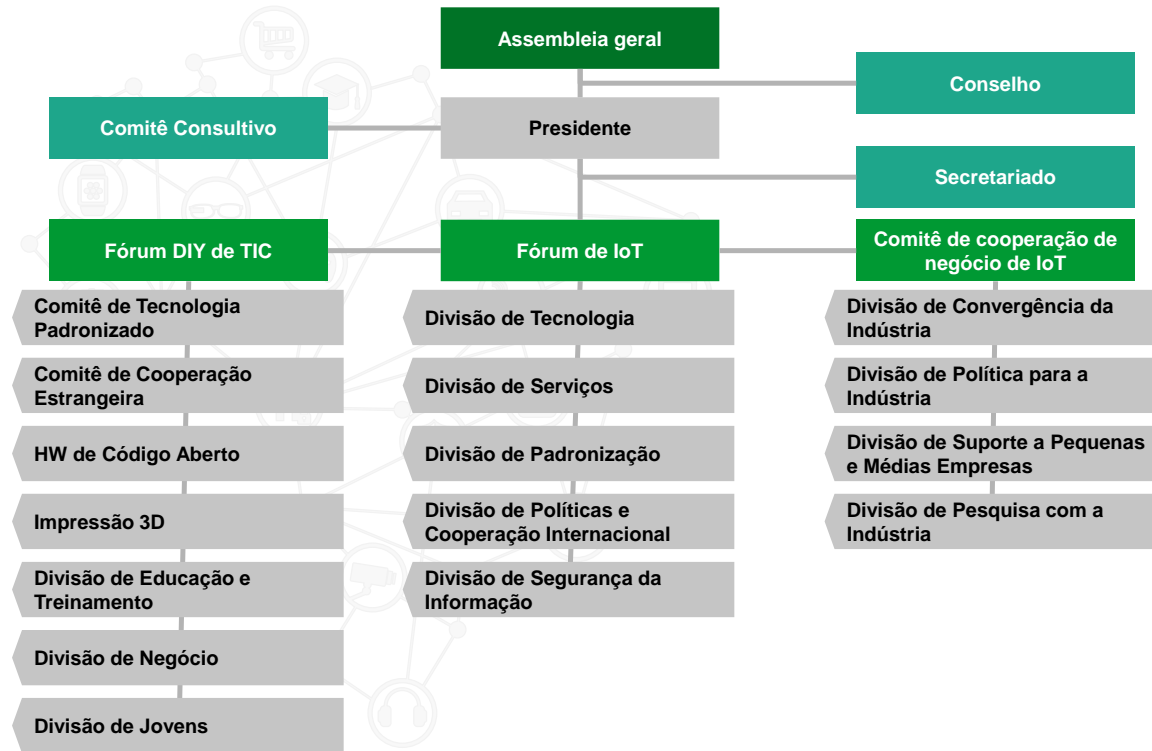 Assembleia geral
Conselho
Comitê Consultivo
Presidente
Secretariado
Fórum DIY de TIC
Fórum de IoT
Comitê de cooperação de
negócio de IoT
Comitê de Tecnologia
Padronizado
Comitê de Cooperação
Estrangeira
HW de Código Aberto
Impressão 3D
Divisão de Educação e
Treinamento
Divisão de Negócio
Divisão de Jovens
Divisão de Tecnologia
Divisão de Serviços
Divisão de Padronização
Divisão de Políticas e
Cooperação Internacional
Divisão de Segurança da
Informação
Divisão de Convergência da
Indústria
Divisão de Política para a
Indústria
Divisão de Suporte a Pequenas
e Médias Empresas
Divisão de Pesquisa com a
Indústria